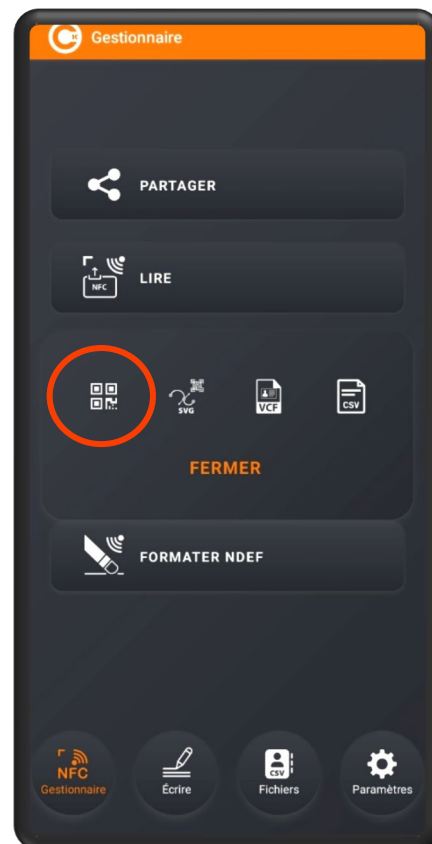 Gestionnaire
PARTAGER
NFC
LIRE
SVG
VCF
CSV
FERMER
FORMATER NDEF
NFC
Gestionnaire
Écrire
CSV
Fichiers
Paramètres